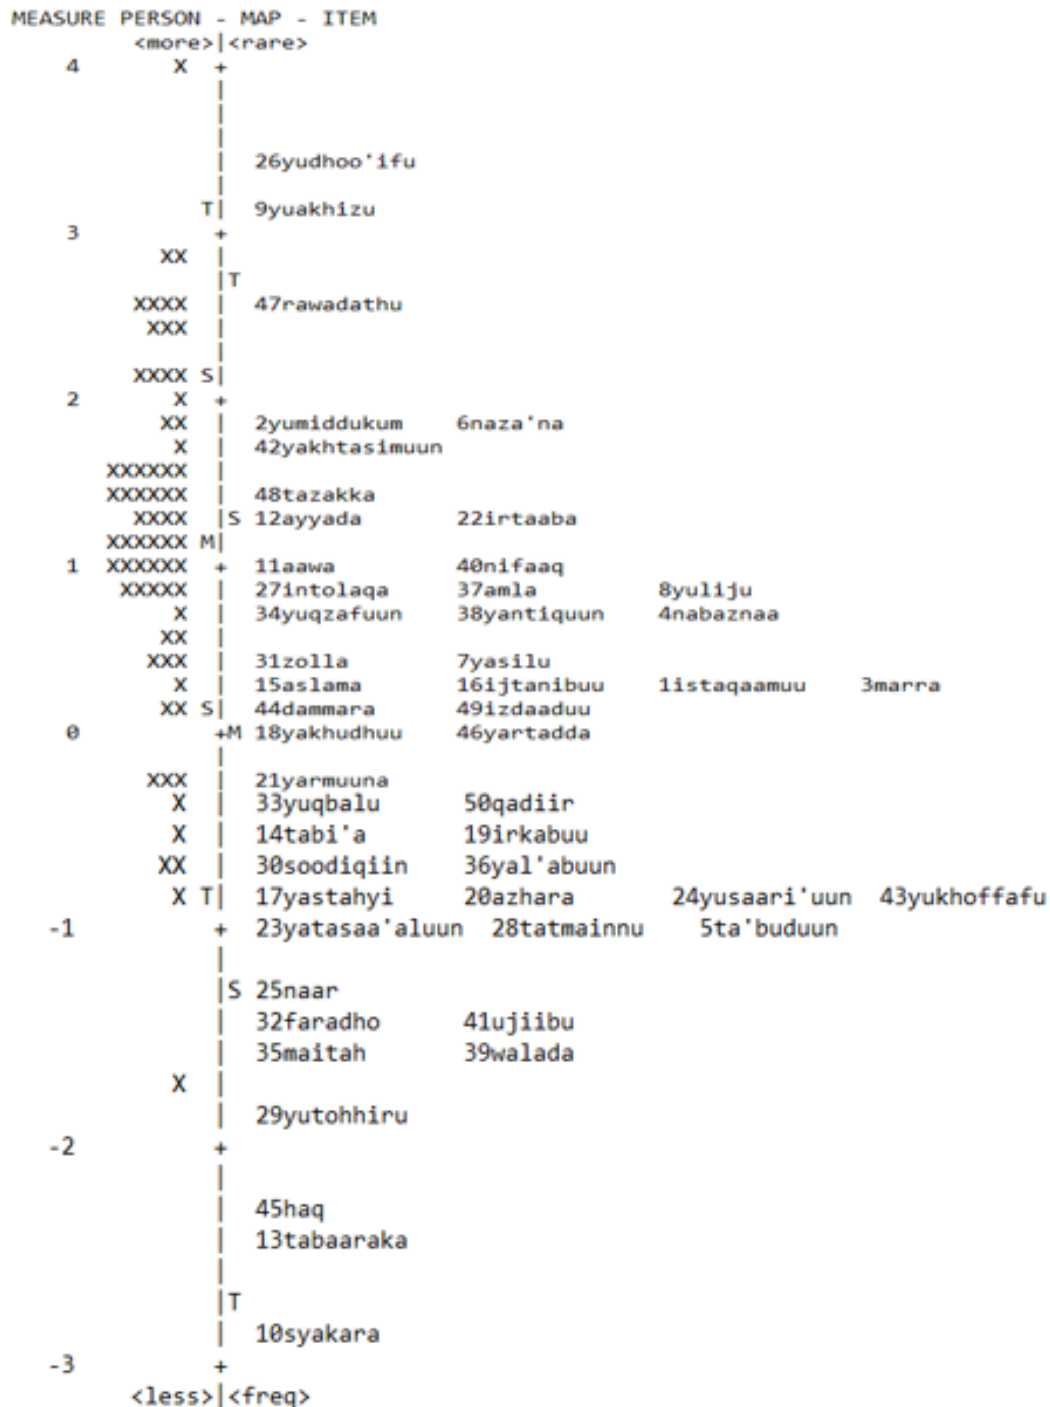 MEASURE PERSON - MAP - ITEM
<more>|<rare>
4 X +
|
|
|
| 26yudhoo'ifu
|
T| 9yuakhizu
3 +
XX |
|T
XXXX | 47rawadathu
XXX |
|
XXXX S|
2 X +
XX | 2yumiddukum 6naza'na
X | 42yakhtasimuun
XXXXXX |
XXXXXX | 48tazakka
XXXX |S 12ayyada 22irtaaba
XXXXXX M|
1 XXXXXX + 11aawa 40nifaaq
XXXXX | 27intolaqa 37amla 8yuliju
X | 34yuqzafuun 38yantiquun 4nabaznaa
XX |
XXX | 31zolla 7yasilu
X | 15aslama 16ijtanibuu 1istaqaamuu 3marra
XX S| 44dammara 49izdaaduu
0 +M 18yakhudhuu 46yartadda
|
XXX | 21yarmuuna
X | 33yuqbalu 50qadiir
X | 14tabi'a 19irkabuu
XX | 30soodiqiin 36yal'abuun
X T| 17yastahyi 20azhara 24yusaari'uun 43yukhoffafu
-1 + 23yatasaa'aluun 28tatmainnu 5ta'buduun
|
|S 25naar
| 32faradho 41ujiibu
| 35maitah 39walada
X |
| 29yutohhiru
-2 +
|
| 45haq
| 13tabaaraka
|
|T
| 10syakara
-3 +
<less>|<freq>